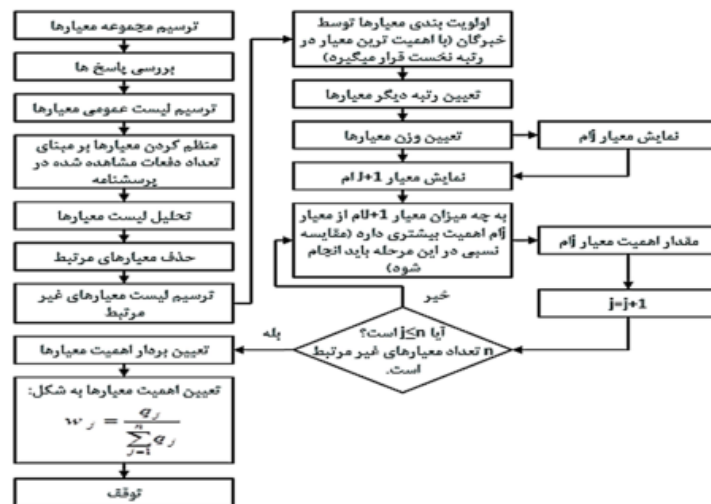 ترسیم مجموعه معیارها
بررسی پاسخ ها
ترسیم لیست عمومی معیارها
منظم کردن معیارها بر مبنای
تعداد دفعات مشاهده شده در
پرسشنامه
تحلیل لیست معیارها
حذف معیارهای مرتبط
ترسیم لیست معیارهای غیر
مرتبط
اولویت بندی معیارها توسط
خبرگان (با اهمیت ترین معیار در
رتبه نخست قرار میگیره)
تعیین رتبه دیگر معیارها
تعیین وزن معیارها
نمایش معیار jام
نمایش معیار J+1 ام
به چه میزان معیار J+1ام از معیار
jام اهمیت بیشتری داره (مقایسه
نسبی در این مرحله باید انجام
شود)
مقدار اهمیت معیار jام
j=j+1
خیر
آیا j≤n است؟
n تعداد معیارهای غیر مرتبط
است.
بله
تعیین بردار اهمیت معیارها
تعیین اهمیت معیارها به شکل:
w_j = q_j / ∑_{j=1}^{n} q_j
توقف